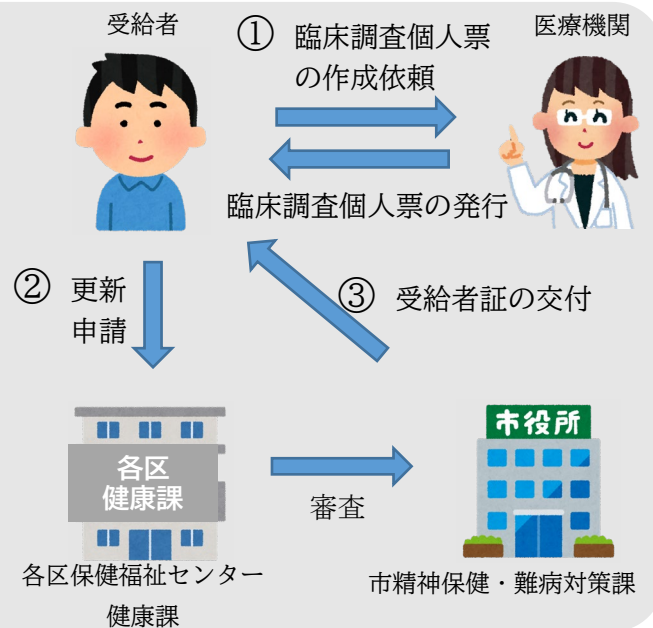 受給者
① 臨床調査個人票
の作成依頼
医療機関
臨床調査個人票の発行
② 更新
申請
③ 受給者証の交付
各区
健康課
市役所
審査
各区保健福祉センター
健康課
市精神保健・難病対策課